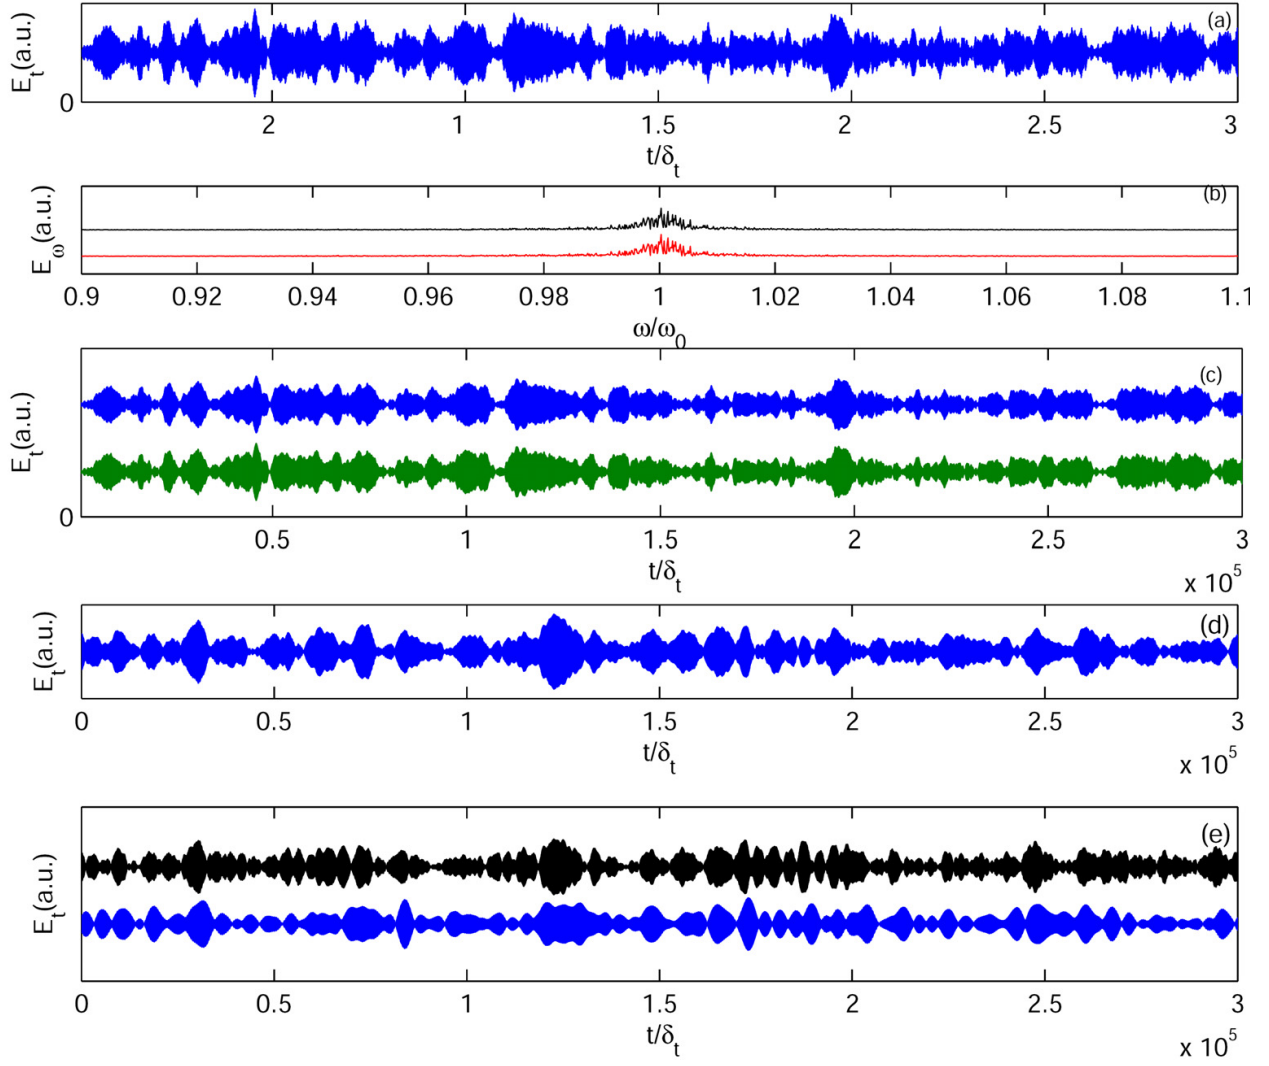 (a)
E_t(a.u.)
0
2 1 1.5 2 2.5 3
t/δ_t
(b)
E_ω(a.u.)
0.9 0.92 0.94 0.96 0.98 1 1.02 1.04 1.06 1.08 1.1
ω/ω_0
(c)
E_t(a.u.)
0
0.5 1 1.5 2 2.5 3
t/δ_t
x 10^5
(d)
E_t(a.u.)
0 0.5 1 1.5 2 2.5 3
t/δ_t
x 10^5
(e)
E_t(a.u.)
0 0.5 1 1.5 2 2.5 3
t/δ_t
x 10^5